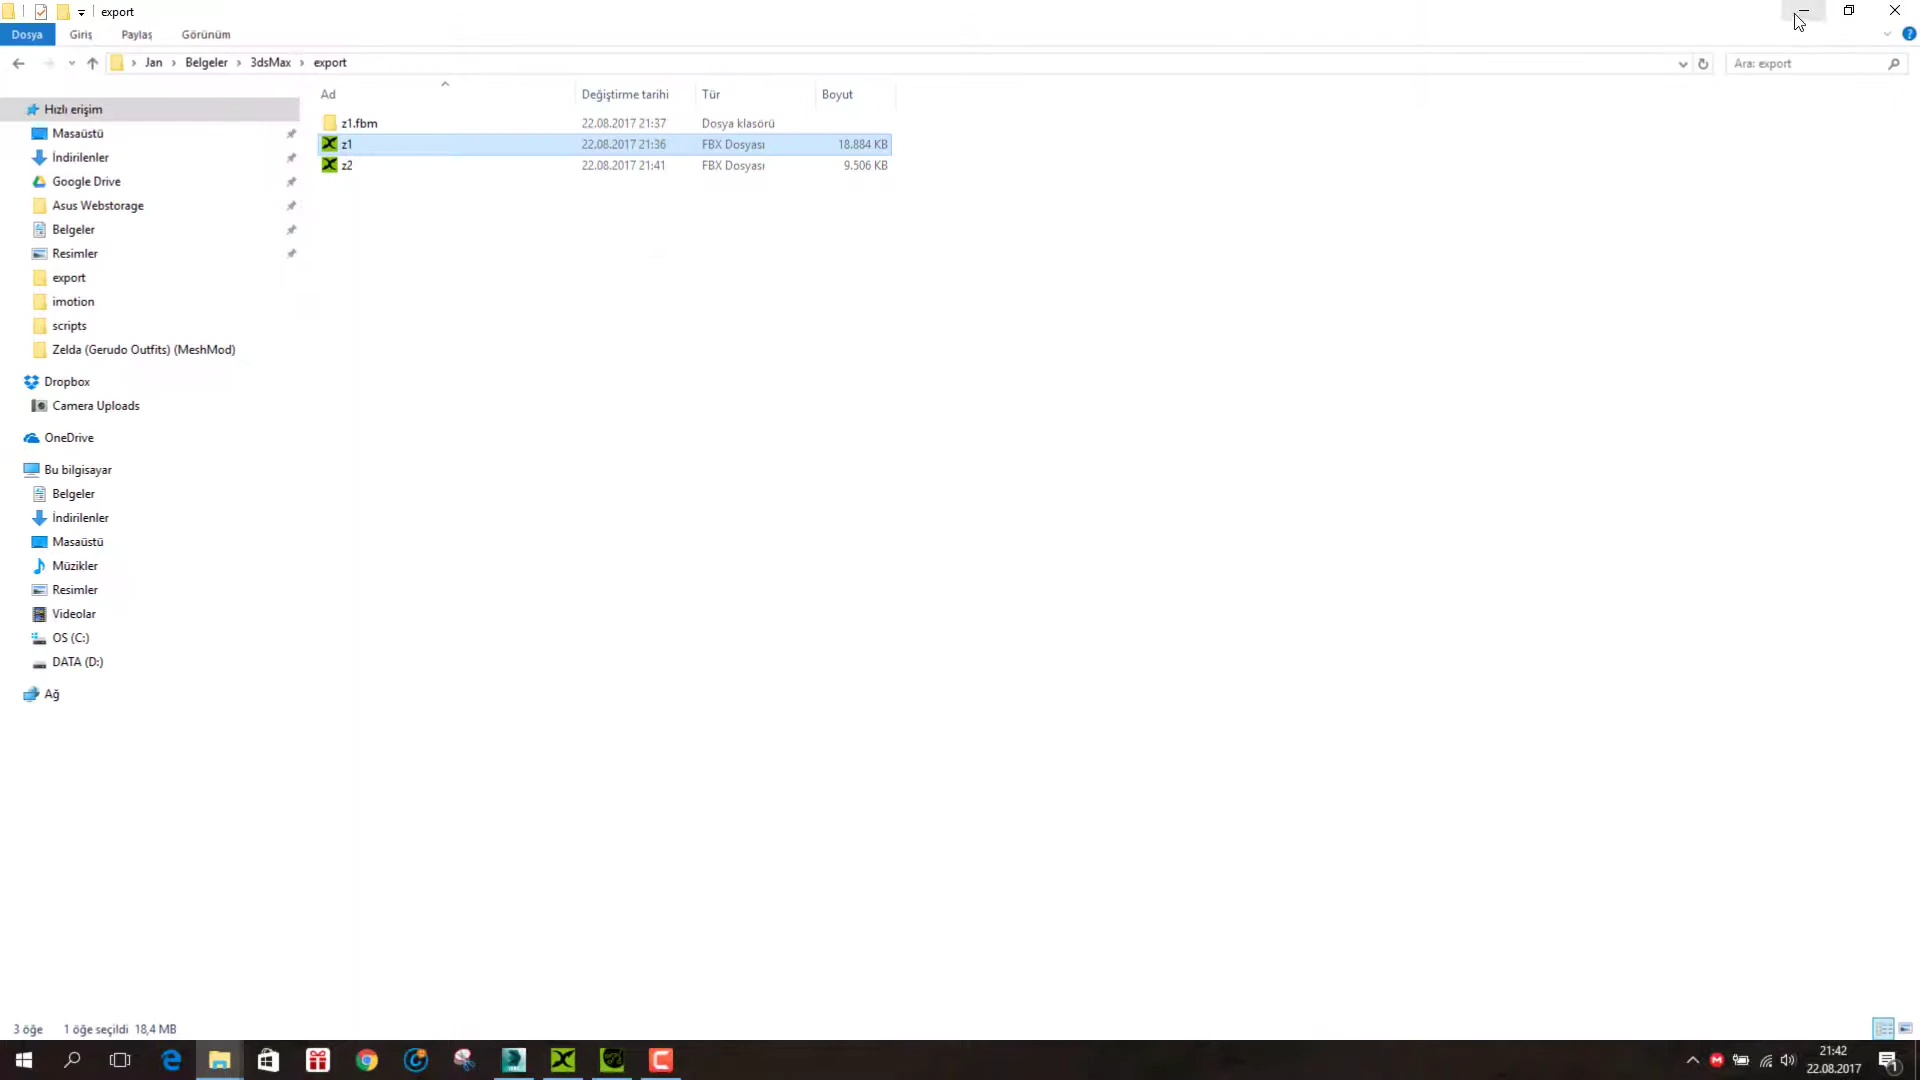 export
Dosya Giriş Paylaş Görünüm
Jan Belgeler 3dsMax export
Ara: export
Ad Değiştirme tarihi Tür Boyut
z1.fbm 22.08.2017 21:37 Dosya klasörü
z1 22.08.2017 21:36 FBX Dosyası 18.884 KB
z2 22.08.2017 21:41 FBX Dosyası 9.506 KB
Hızlı erişim
Masaüstü
İndirilenler
Google Drive
Asus Webstorage
Belgeler
Resimler
export
imotion
scripts
Zelda (Gerudo Outfits) (MeshMod)
Dropbox
Camera Uploads
OneDrive
Bu bilgisayar
Belgeler
İndirilenler
Masaüstü
Müzikler
Resimler
Videolar
OS (C:)
DATA (D:)
Ağ
3 öğe 1 öğe seçildi 18,4 MB
21:42
22.08.2017
1